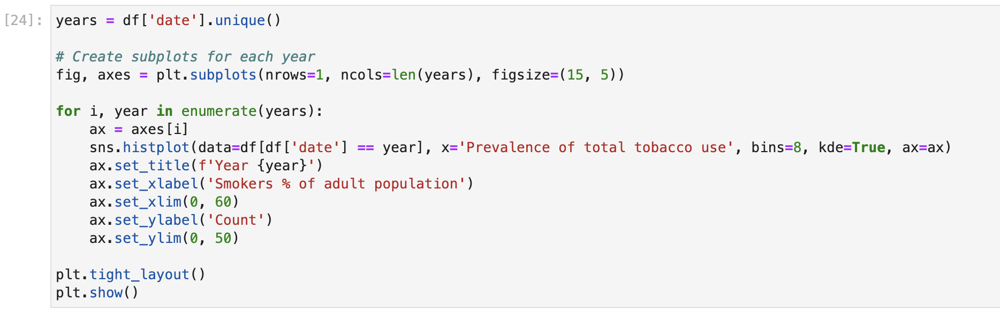 [24]: years = df['date'].unique()

# Create subplots for each year
fig, axes = plt.subplots(nrows=1, ncols=len(years), figsize=(15, 5))

for i, year in enumerate(years):
    ax = axes[i]
    sns.histplot(data=df[df['date'] == year], x='Prevalence of total tobacco use', bins=8, kde=True, ax=ax)
    ax.set_title(f'Year {year}')
    ax.set_xlabel('Smokers % of adult population')
    ax.set_xlim(0, 60)
    ax.set_ylabel('Count')
    ax.set_ylim(0, 50)

plt.tight_layout()
plt.show()